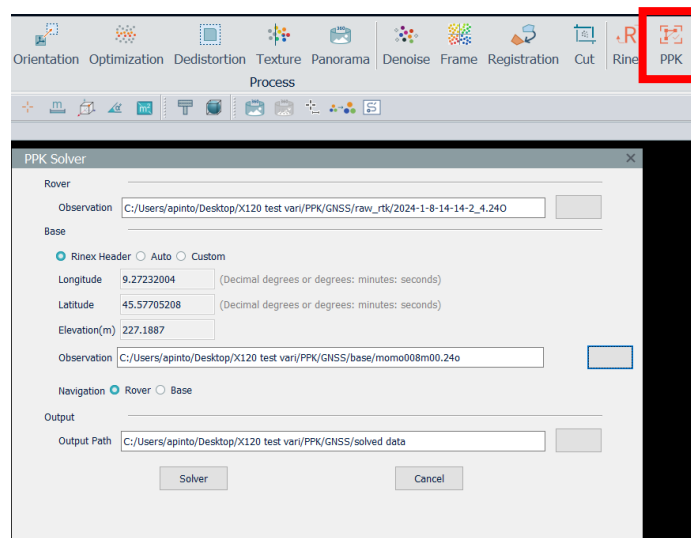 Orientation Optimization Dedistortion Texture Panorama Denoise Frame Registration Cut Rine PPK
Process
PPK Solver
Rover
Observation C:/Users/apinto/Desktop/X120 test vari/PPK/GNSS/raw_rtk/2024-1-8-14-14-2_4.24O
Base
Rinex Header Auto Custom
Longitude 9.27232004 (Decimal degrees or degrees: minutes: seconds)
Latitude 45.57705208 (Decimal degrees or degrees: minutes: seconds)
Elevation(m) 227.1887
Observation C:/Users/apinto/Desktop/X120 test vari/PPK/GNSS/base/momo008m00.24o
Navigation Rover Base
Output
Output Path C:/Users/apinto/Desktop/X120 test vari/PPK/GNSS/solved data
Solver Cancel